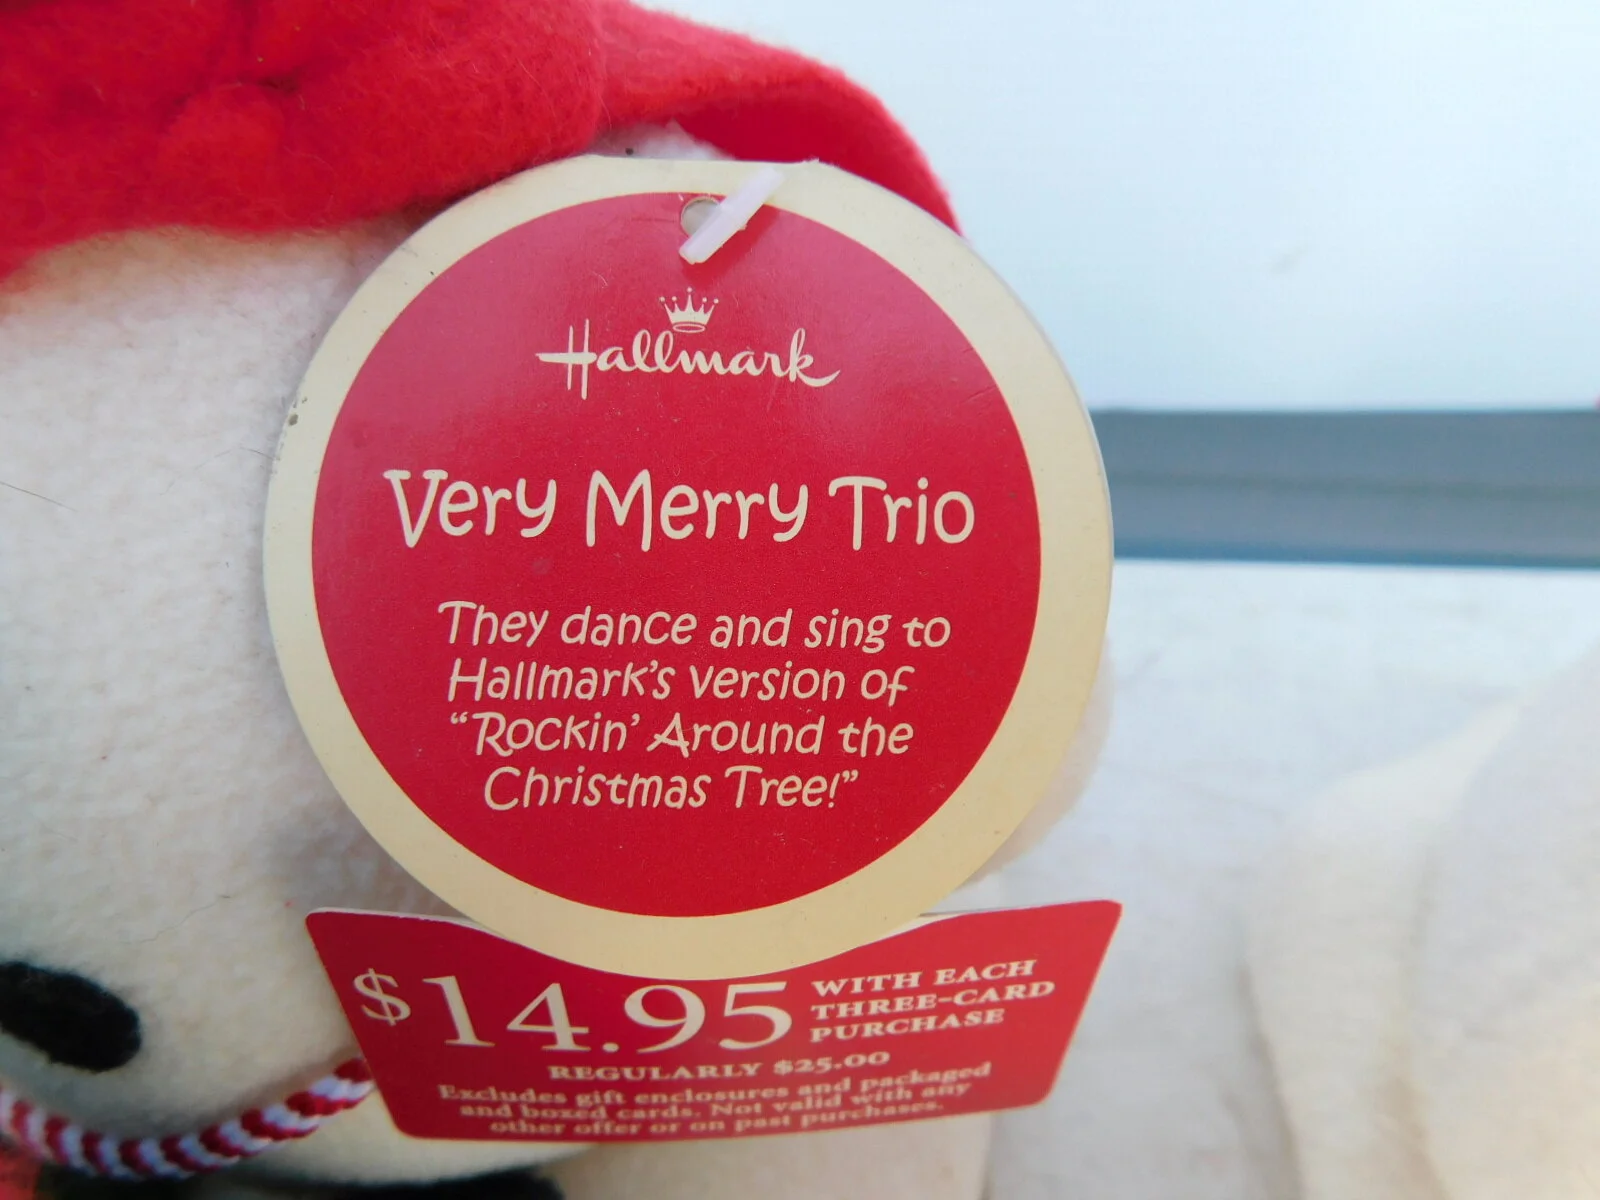 Hallmark
Very Merry Trio
They dance and sing to
Hallmark's version of
"Rockin' Around the
Christmas Tree!"
$14.95 WITH EACH
THREE-CARD
PURCHASE
REGULARLY $25.00
Excludes gift enclosures and packaged
and boxed cards. Not valid with any
other offer or on past purchases.